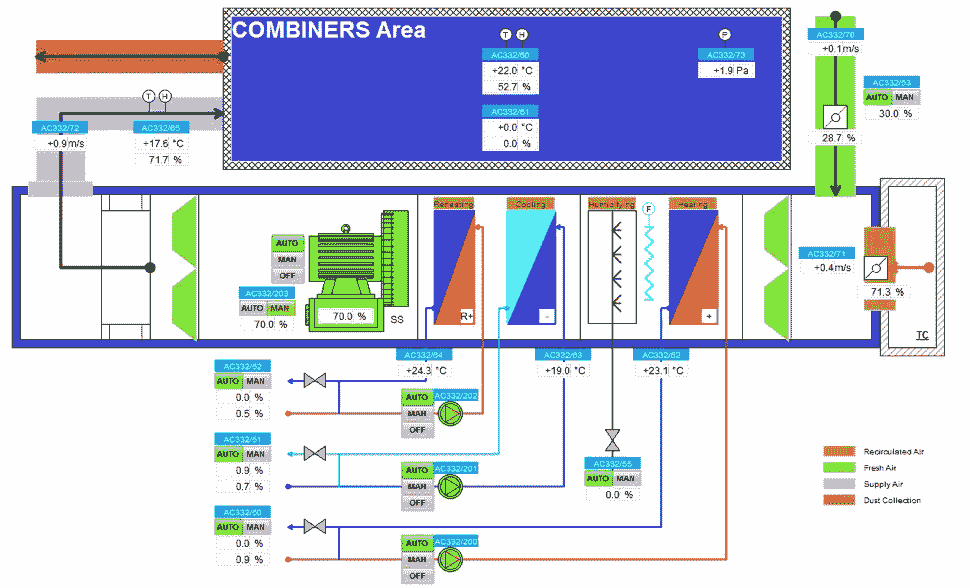 COMBINERS Area
T H
AC332/60
+22.0 °C
52.7 %
AC332/61
+0.0 °C
0.0 %
P
AC332/73
+1.9 Pa
AC332/70
+0.1 m/s
AC332/53
AUTO MAN
30.0 %
28.7 %
T H
AC332/72
+0.9 m/s
AC332/65
+17.6 °C
71.7 %
AUTO
MAN
OFF
AC332/203
AUTO MAN
70.0 %
70.0 %
SS
Reheating
R+
Cooling
-
Humidifying
F
Heating
+
AC332/71
+0.4 m/s
71.3 %
TC
AC332/64
+24.3 °C
AC332/63
+19.0 °C
AC332/62
+23.1 °C
AC332/52
AUTO MAN
0.0 %
0.5 %
AUTO AC332/202
MAN
OFF
AC332/51
AUTO MAN
0.9 %
0.7 %
AUTO AC332/201
MAN
OFF
AC332/55
AUTO MAN
0.0 %
AC332/50
AUTO MAN
0.0 %
0.9 %
AUTO AC332/200
MAN
OFF
Recirculated Air
Fresh Air
Supply Air
Dust Collection